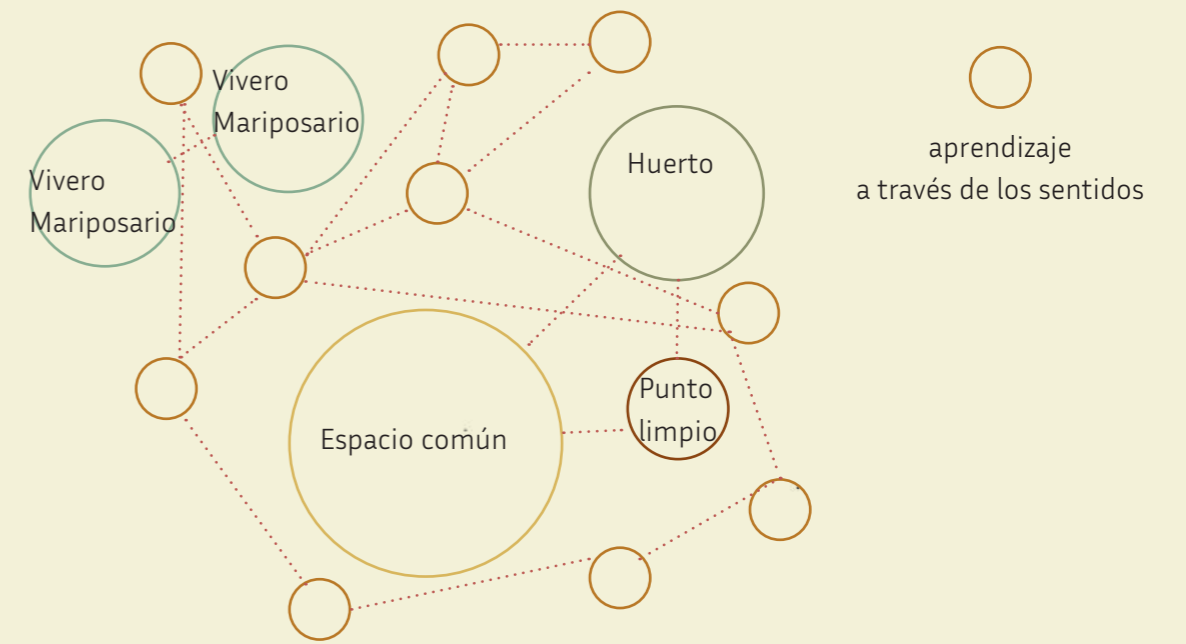 Vivero
Mariposario
Vivero
Mariposario
Huerto
aprendizaje
a través de los sentidos
Punto
limpio
Espacio común